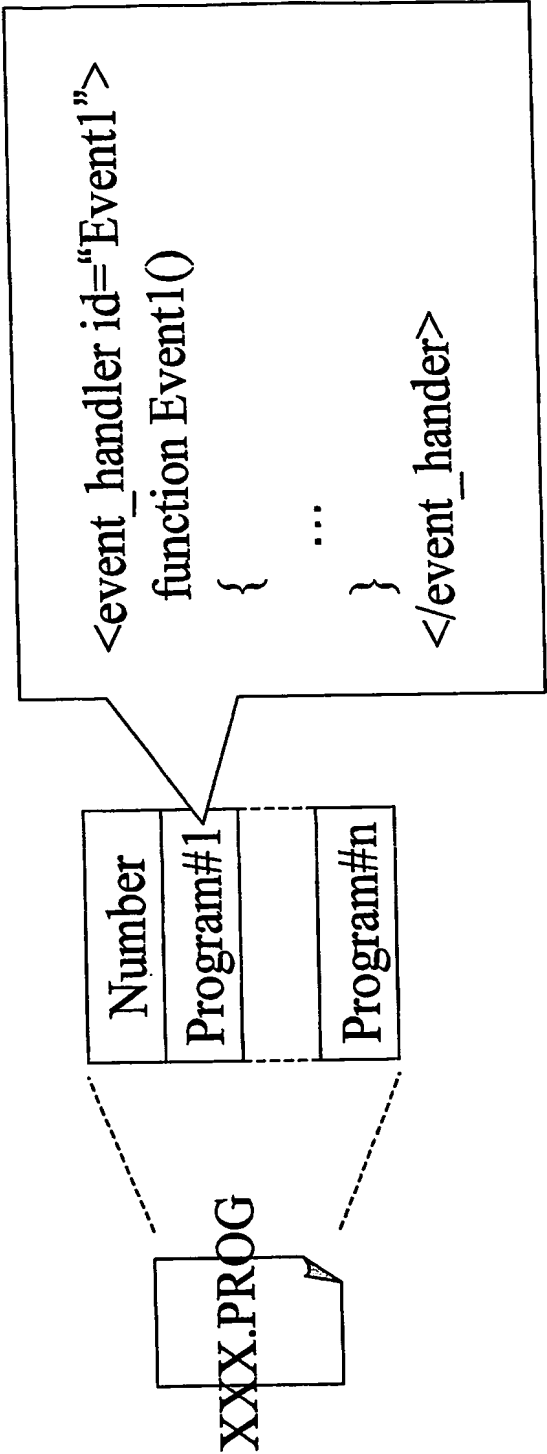 XXX.PROG
Number
Program#1
Program#n
<event_handler id=“Event1”>
function Event1()
{
...
}
</event_hander>